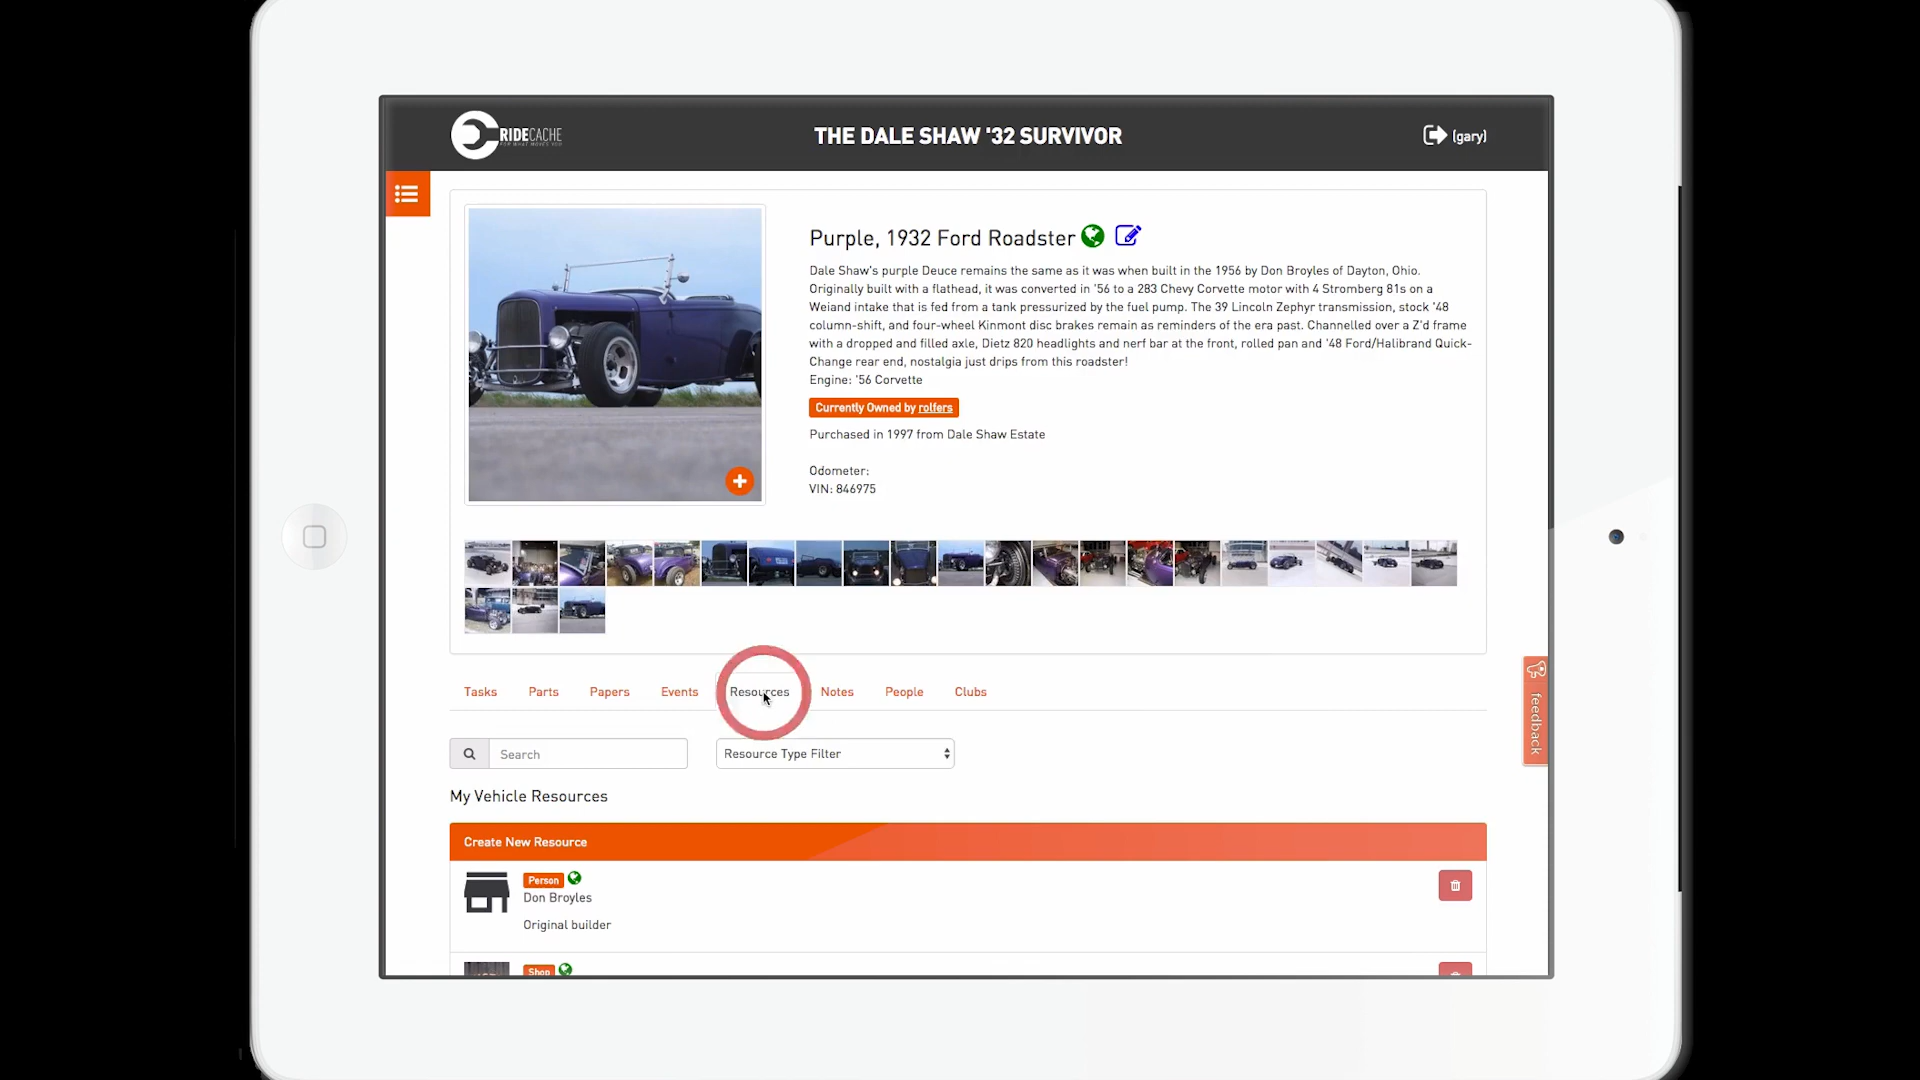 RIDECACHE
FOR WHAT MOVES YOU
THE DALE SHAW '32 SURVIVOR
(gary)
Purple, 1932 Ford Roadster
Dale Shaw's purple Deuce remains the same as it was when built in the 1956 by Don Broyles of Dayton, Ohio.
Originally built with a flathead, it was converted in '56 to a 283 Chevy Corvette motor with 4 Stromberg 81s on a
Weiand intake that is fed from a tank pressurized by the fuel pump. The 39 Lincoln Zephyr transmission, stock '48
column-shift, and four-wheel Kinmont disc brakes remain as reminders of the era past. Channelled over a Z'd frame
with a dropped and filled axle, Dietz 820 headlights and nerf bar at the front, rolled pan and '48 Ford/Halibrand Quick-
Change rear end, nostalgia just drips from this roadster!
Engine: '56 Corvette
Currently Owned by rolfers
Purchased in 1997 from Dale Shaw Estate
Odometer:
VIN: 846975
Tasks Parts Papers Events Resources Notes People Clubs
feedback
Search
Resource Type Filter
My Vehicle Resources
Create New Resource
Person
Don Broyles
Original builder
Shop